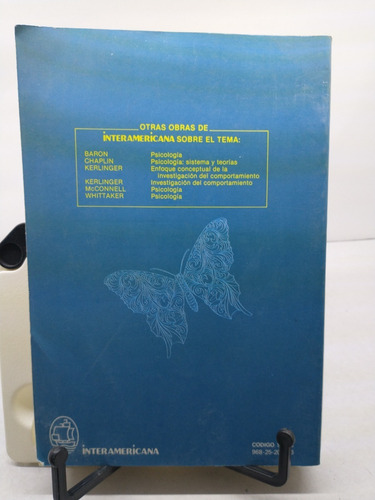 OTRAS OBRAS DE
INTERAMERICANA SOBRE EL TEMA:
BARON Psicología
CHAPLIN Psicología: sistema y teorías
KERLINGER Enfoque conceptual de la
investigación del comportamiento
KERLINGER Investigación del comportamiento
McCONNELL Psicología
WHITTAKER Psicología
INTERAMERICANA
CÓDIGO
968-25-